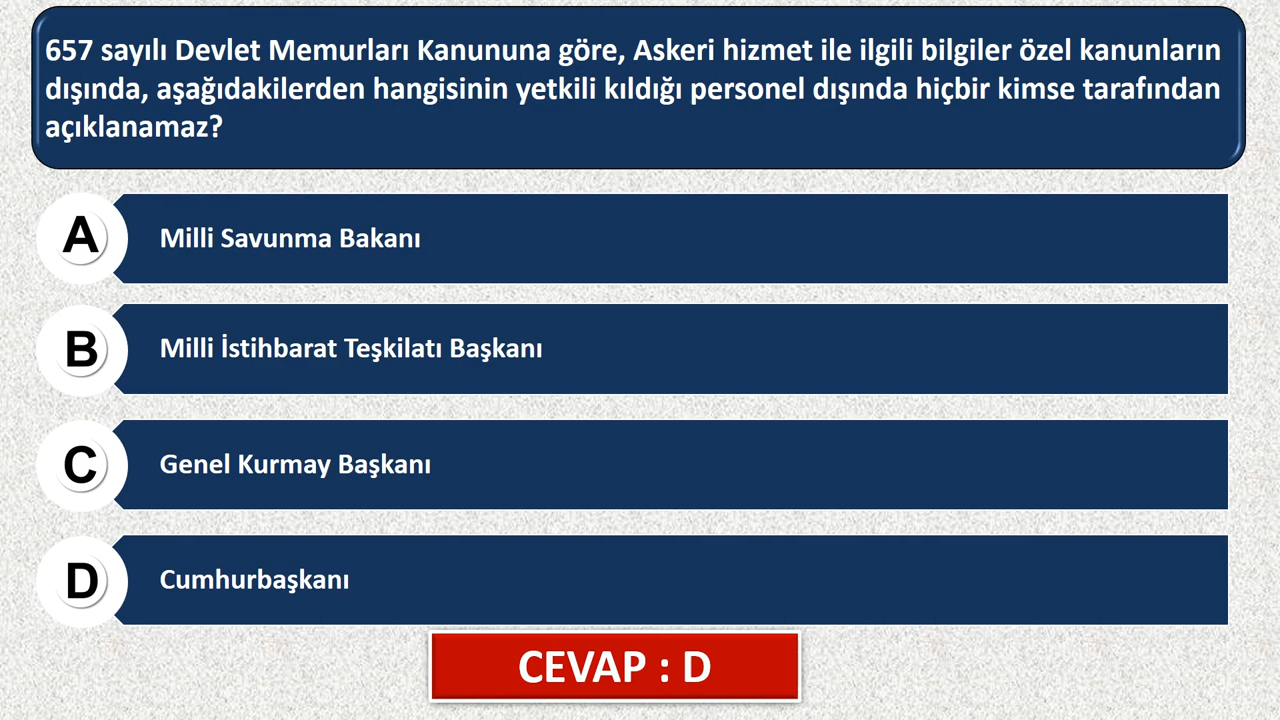 657 sayılı Devlet Memurları Kanununa göre, Askeri hizmet ile ilgili bilgiler özel kanunların
dışında, aşağıdakilerden hangisinin yetkili kıldığı personel dışında hiçbir kimse tarafından
açıklanamaz?
A Milli Savunma Bakanı
B Milli İstihbarat Teşkilatı Başkanı
C Genel Kurmay Başkanı
D Cumhurbaşkanı
CEVAP : D